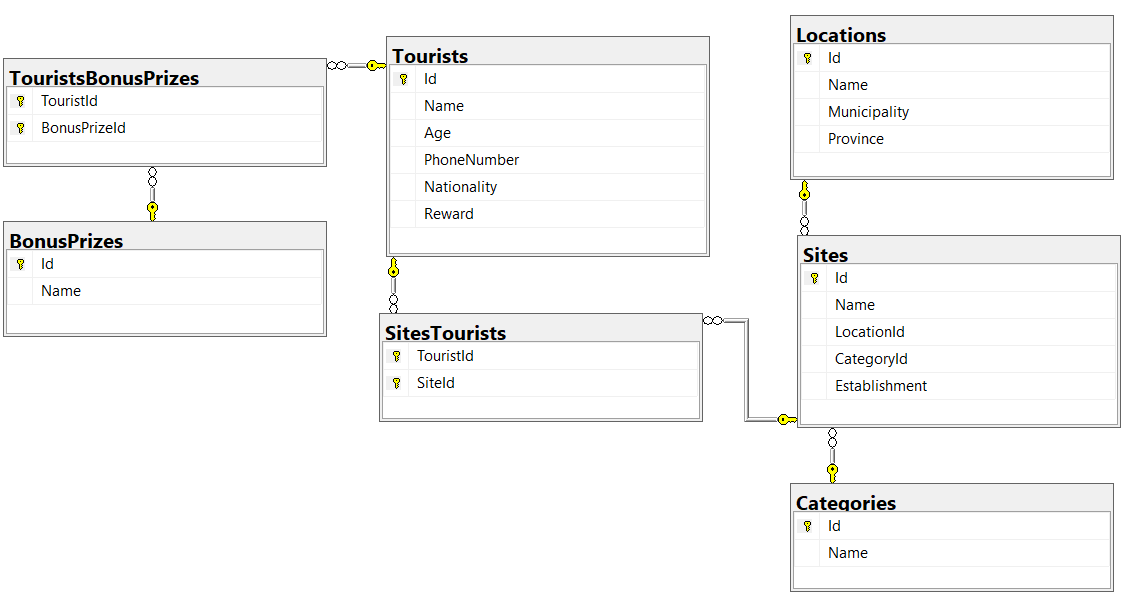 TouristsBonusPrizes
TouristId
BonusPrizeId
BonusPrizes
Id
Name
Tourists
Id
Name
Age
PhoneNumber
Nationality
Reward
SitesTourists
TouristId
SiteId
Locations
Id
Name
Municipality
Province
Sites
Id
Name
LocationId
CategoryId
Establishment
Categories
Id
Name